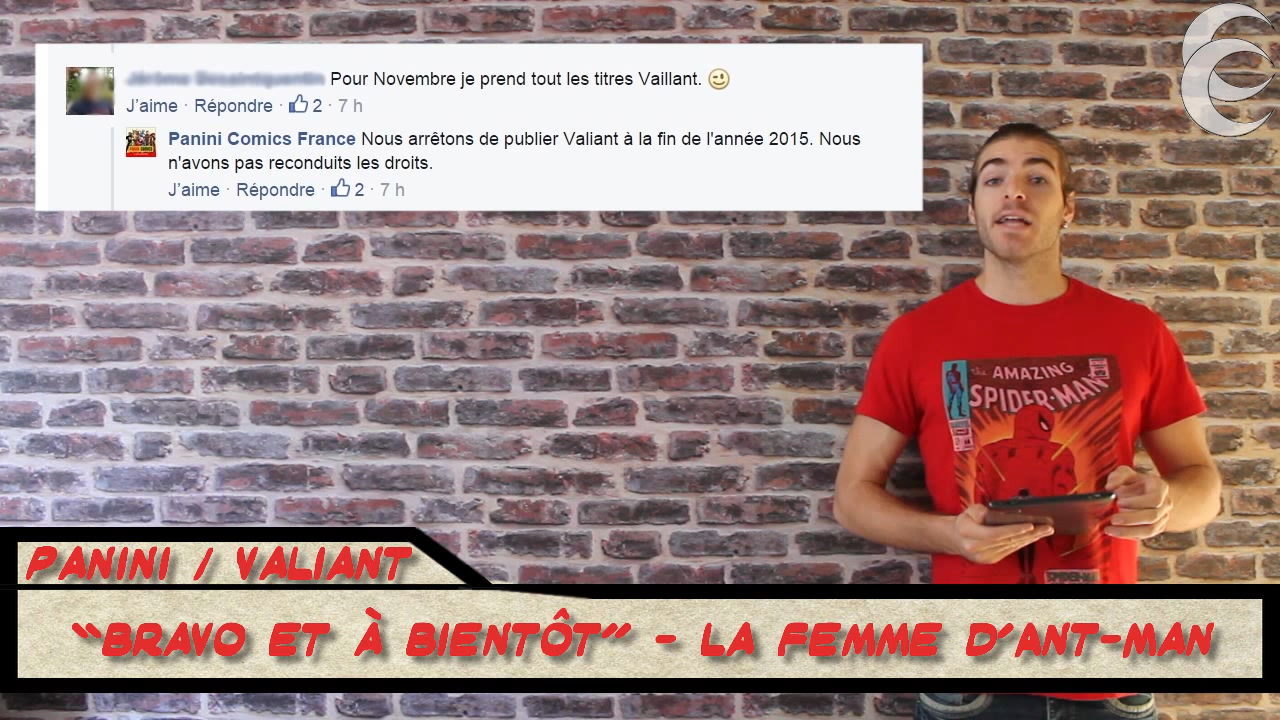 Pour Novembre je prend tout les titres Vaillant.
J'aime · Répondre · 2 · 7 h
Panini Comics France Nous arrêtons de publier Valiant à la fin de l'année 2015. Nous
n'avons pas reconduits les droits.
J'aime · Répondre · 2 · 7 h
the AMAZING
SPIDER-MAN
PANINI / VALIANT
“BRAVO ET À BIENTÔT” - LA FEMME D'ANT-MAN